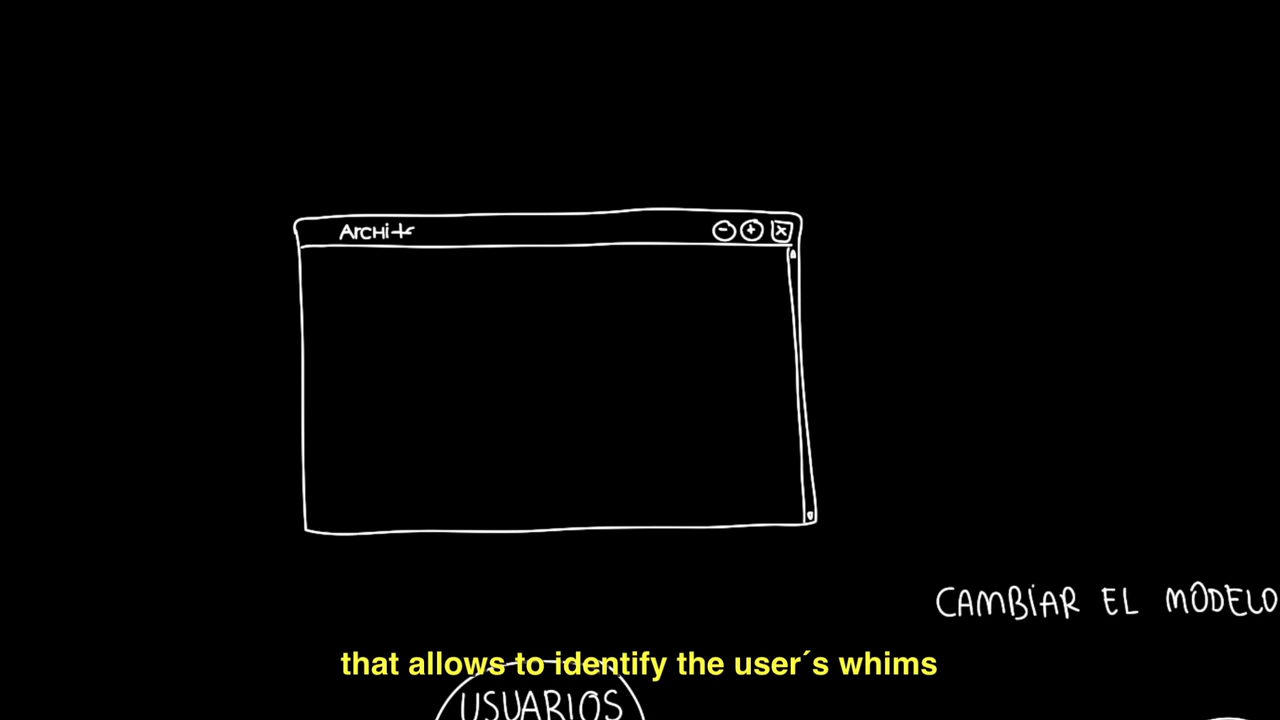 Archi
CAMBIAR EL MODELO
that allows to identify the user´s whims
USUARIOS